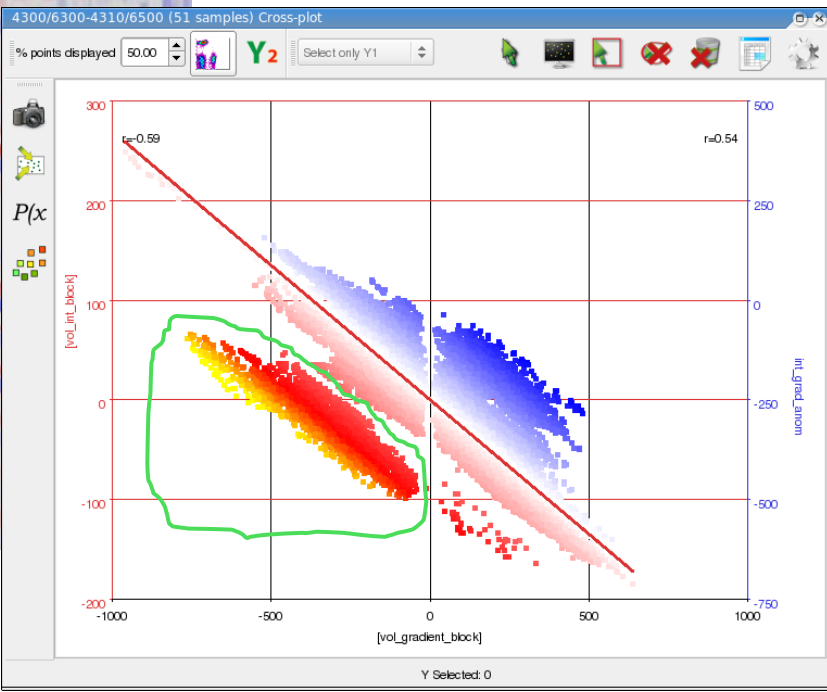 4300/6300-4310/6500 (51 samples) Cross-plot
% points displayed 50.00 Y2 Select only Y1
P(x
r=-0.59 r=0.54
300
200
100
0
-100
-200
[vol_int_block]
500
250
0
-250
-500
-750
int_grad_anom
-1000 -500 0 500 1000
[vol_gradient_block]
Y Selected: 0